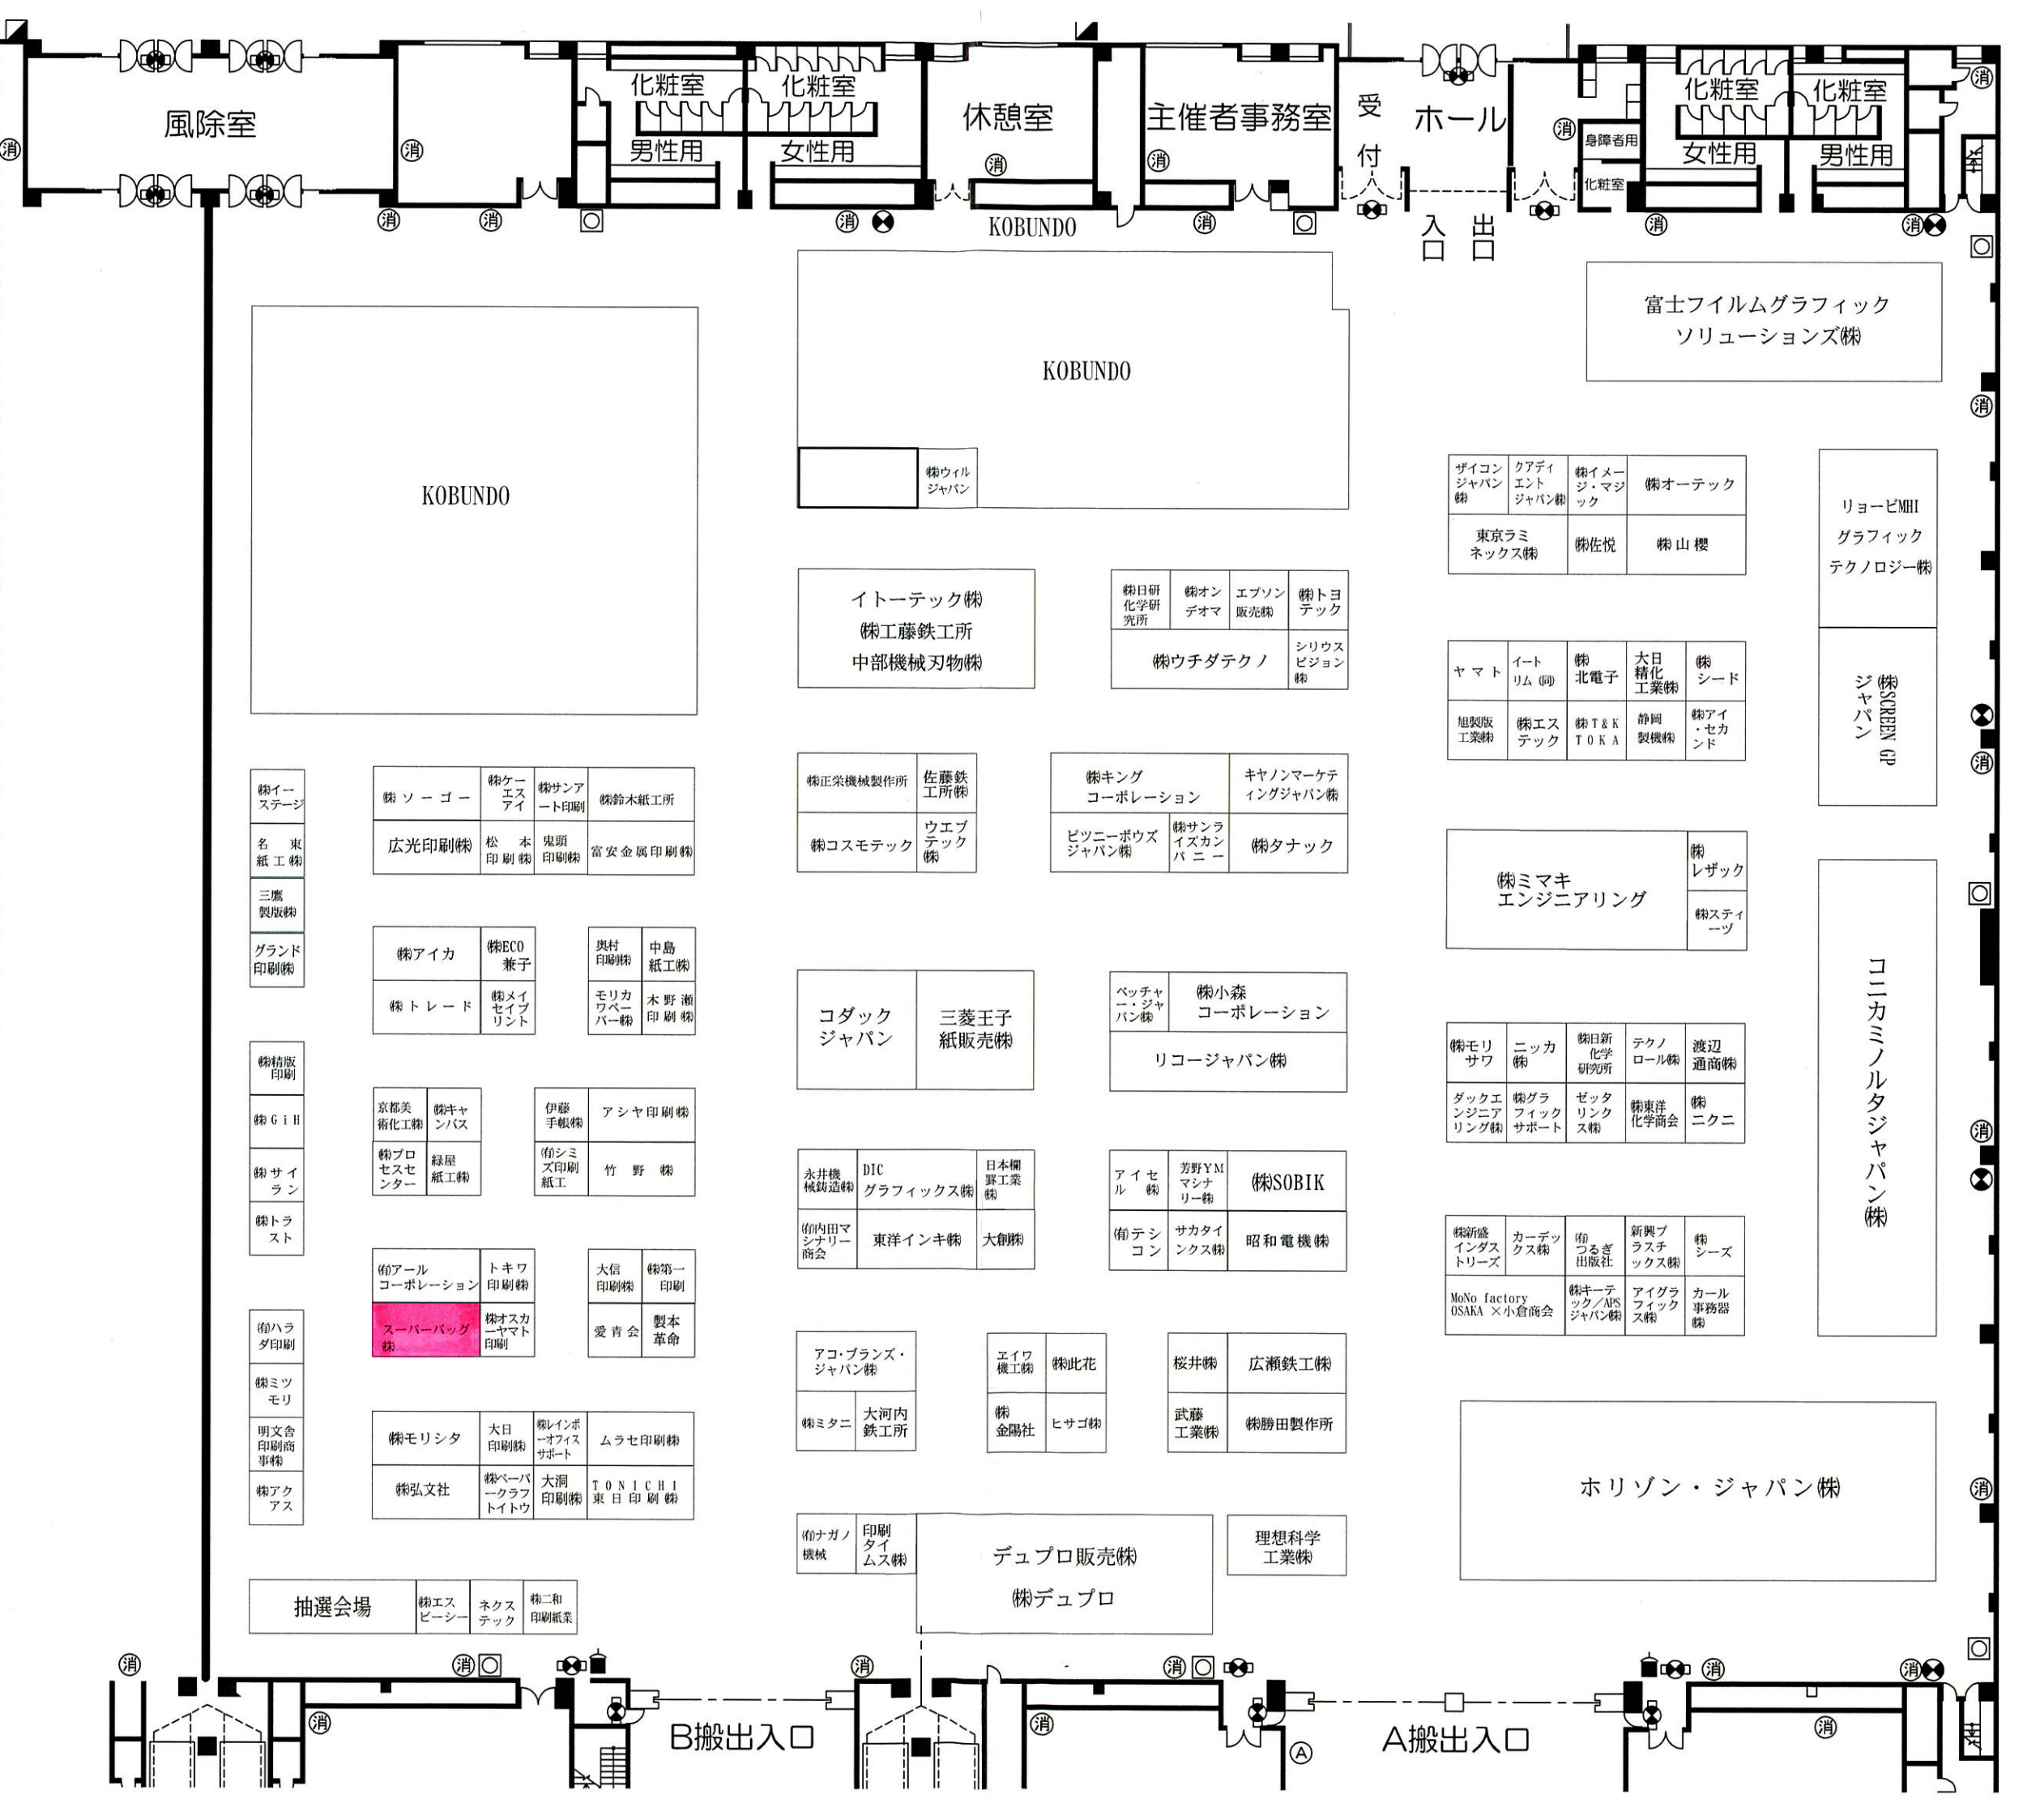 風除室
化粧室
男性用
化粧室
女性用
休憩室
主催者事務室
受付
ホール
身障者用
化粧室
化粧室
女性用
化粧室
男性用
入口
出口
KOBUNDO
KOBUNDO
KOBUNDO
㈱ウィル
ジャパン
富士フイルムグラフィック
ソリューションズ㈱
ザイコン
ジャパン
㈱
クアディ
エント
ジャパン㈱
㈱イメー
ジ・マジ
ック
㈱オーテック
東京ラミ
ネックス㈱
㈱佐悦
㈱山櫻
リョービMHI
グラフィック
テクノロジー㈱
イトーテック㈱
㈱工藤鉄工所
中部機械刃物㈱
㈱日研
化学研
究所
㈱オン
デオマ
エプソン
販売㈱
㈱トヨ
テック
㈱ウチダテクノ
シリウス
ビジョン
㈱
ヤマト
イート
リム(同)
㈱
北電子
大日
精化
工業㈱
㈱
シード
旭製版
工業㈱
㈱エス
テック
㈱T&K
TOKA
静岡
製機㈱
㈱アイ
・セカ
ンド
㈱SCREEN GP
ジャパン
㈱イー
ステージ
名東
紙工㈱
三鷹
製版㈱
グランド
印刷㈱
㈱ソーゴー
㈱ケー
エス
アイ
㈱サンア
ート印刷
㈱鈴木紙工所
広光印刷㈱
松本
印刷㈱
鬼頭
印刷㈱
富安金属印刷㈱
㈱正栄機械製作所
佐藤鉄
工所㈱
㈱コスモテック
ウエブ
テック
㈱
㈱キング
コーポレーション
キヤノンマーケテ
ィングジャパン㈱
ピツニーボウズ
ジャパン㈱
㈱サンラ
イズカン
パニー
㈱タナック
㈱ミマキ
エンジニアリング
㈱
レザック
㈱スティ
ーツ
コニカミノルタジャパン㈱
㈱アイカ
㈱ECO
兼子
㈱トレード
㈱メイ
セイプ
リント
奥村
印刷㈱
中島
紙工㈱
モリカ
ワペー
パー㈱
木野瀬
印刷㈱
コダック
ジャパン
三菱王子
紙販売㈱
ベッチャ
ー・ジャ
パン㈱
㈱小森
コーポレーション
リコージャパン㈱
㈱モリ
サワ
ニッカ
㈱
㈱日新
化学
研究所
テクノ
ロール㈱
渡辺
通商㈱
ダックエ
ンジニア
リング㈱
㈱グラ
フィック
サポート
ゼッタ
リンク
ス㈱
㈱東洋
化学商会
㈱
ニクニ
㈱精版
印刷
㈱GiH
㈱サイ
ラン
㈱トラ
スト
京都美
術化工㈱
㈱キャ
ンバス
㈱プロ
セスセ
ンター
緑屋
紙工㈱
伊藤
手帳㈱
アシヤ印刷㈱
㈲シミ
ズ印刷
紙工
竹野㈱
永井機
械鋳造㈱
DIC
グラフィックス㈱
日本欄
罫工業
㈱
㈲内田マ
シナリー
商会
東洋インキ㈱
大創㈱
アイセ
ル㈱
芳野YM
マシナ
リー㈱
㈱SOBIK
㈲テシ
コン
サカタイ
ンクス㈱
昭和電機㈱
㈱新盛
インダス
トリーズ
カーデッ
クス㈱
㈲
つるぎ
出版社
新興プ
ラスチ
ックス㈱
㈱
シーズ
MoNo factory
OSAKA ×小倉商会
㈱キーテ
ック／APS
ジャパン㈱
アイグラ
フィック
ス㈱
カール
事務器
㈱
㈲アール
コーポレーション
トキワ
印刷㈱
スーパーバッグ
㈱
㈱オスカ
ーヤマト
印刷
大信
印刷㈱
㈱第一
印刷
愛青会
製本
革命
㈲ハラ
ダ印刷
㈱ミツ
モリ
明文舎
印刷商
事㈱
㈱アク
アス
アコ・ブランズ・
ジャパン㈱
㈱ミタニ
大河内
鉄工所
ヱイワ
機工㈱
㈱此花
㈱
金陽社
ヒサゴ㈱
桜井㈱
広瀬鉄工㈱
武藤
工業㈱
㈱勝田製作所
ホリゾン・ジャパン㈱
㈱モリシタ
大日
印刷㈱
㈱レインボ
ーオフィス
サポート
ムラセ印刷㈱
㈱弘文社
㈱ペーパ
ークラフ
トイトウ
大洞
印刷㈱
TONICHI
東日印刷㈱
㈲ナガノ
機械
印刷
タイ
ムス㈱
デュプロ販売㈱
㈱デュプロ
理想科学
工業㈱
抽選会場
㈱エス
ピーシー
ネクス
テック
㈱二和
印刷紙業
B搬出入口
A搬出入口
Ⓐ